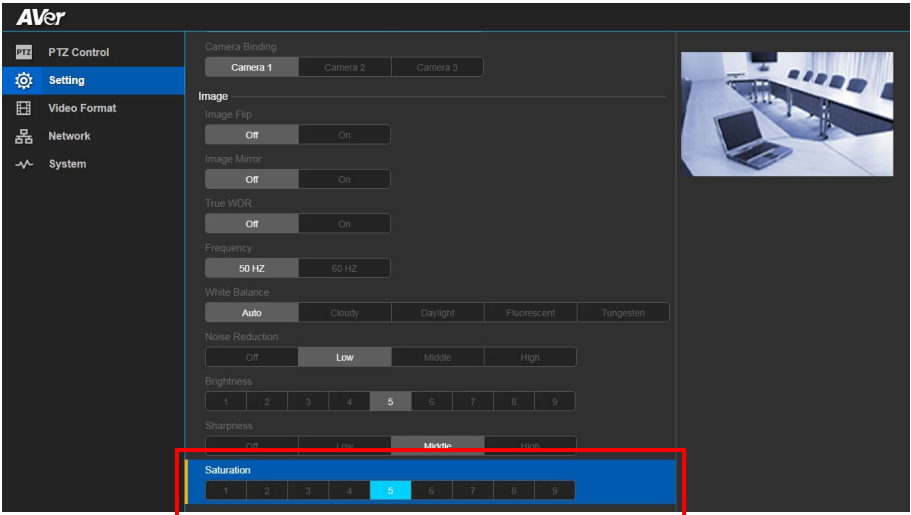 AVer
PTZ PTZ Control
Setting
Video Format
Network
System
Camera Binding
Camera 1 Camera 2 Camera 3
Image
Image Flip
Off On
Image Mirror
Off On
True WDR
Off On
Frequency
50 HZ 60 HZ
White Balance
Auto Cloudy Daylight Fluorescent Tungesten
Noise Reduction
Off Low Middle High
Brightness
1 2 3 4 5 6 7 8 9
Sharpness
Off Low Middle High
Saturation
1 2 3 4 5 6 7 8 9